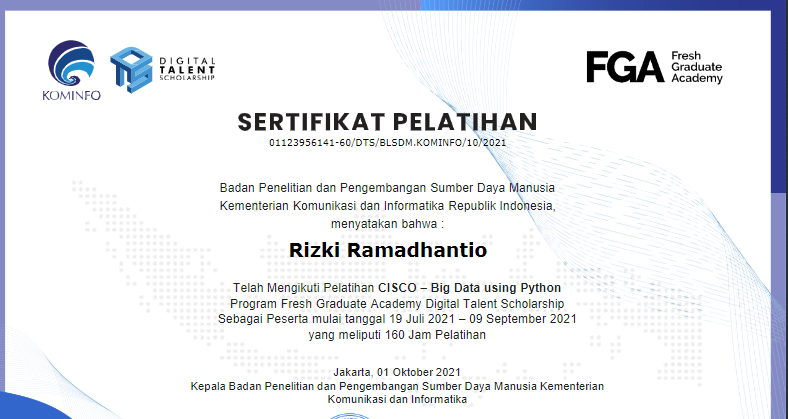 KOMINFO
DIGITAL
TALENT
SCHOLARSHIP
FGA
Fresh
Graduate
Academy
SERTIFIKAT PELATIHAN
01123956141-60/DTS/BLSDM.KOMINFO/10/2021
Badan Penelitian dan Pengembangan Sumber Daya Manusia
Kementerian Komunikasi dan Informatika Republik Indonesia,
menyatakan bahwa :
Rizki Ramadhantio
Telah Mengikuti Pelatihan CISCO – Big Data using Python
Program Fresh Graduate Academy Digital Talent Scholarship
Sebagai Peserta mulai tanggal 19 Juli 2021 – 09 September 2021
yang meliputi 160 Jam Pelatihan
Jakarta, 01 Oktober 2021
Kepala Badan Penelitian dan Pengembangan Sumber Daya Manusia Kementerian
Komunikasi dan Informatika